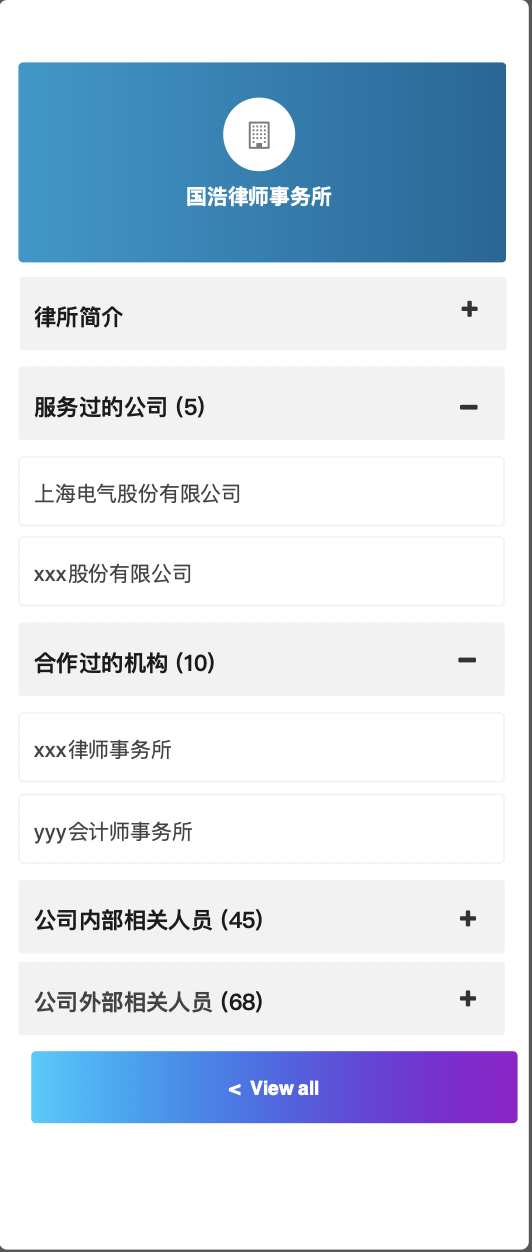 国浩律师事务所
律所简介
服务过的公司 (5)
上海电气股份有限公司
xxx股份有限公司
合作过的机构 (10)
xxx律师事务所
yyy会计师事务所
公司内部相关人员 (45)
公司外部相关人员 (68)
< View all